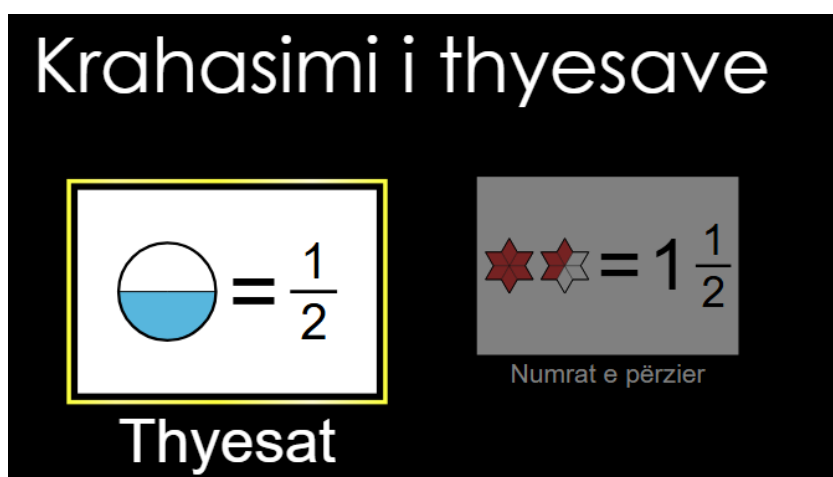 Krahasimi i thyesave
= 1/2
= 1 1/2
Numrat e përzier
Thyesat